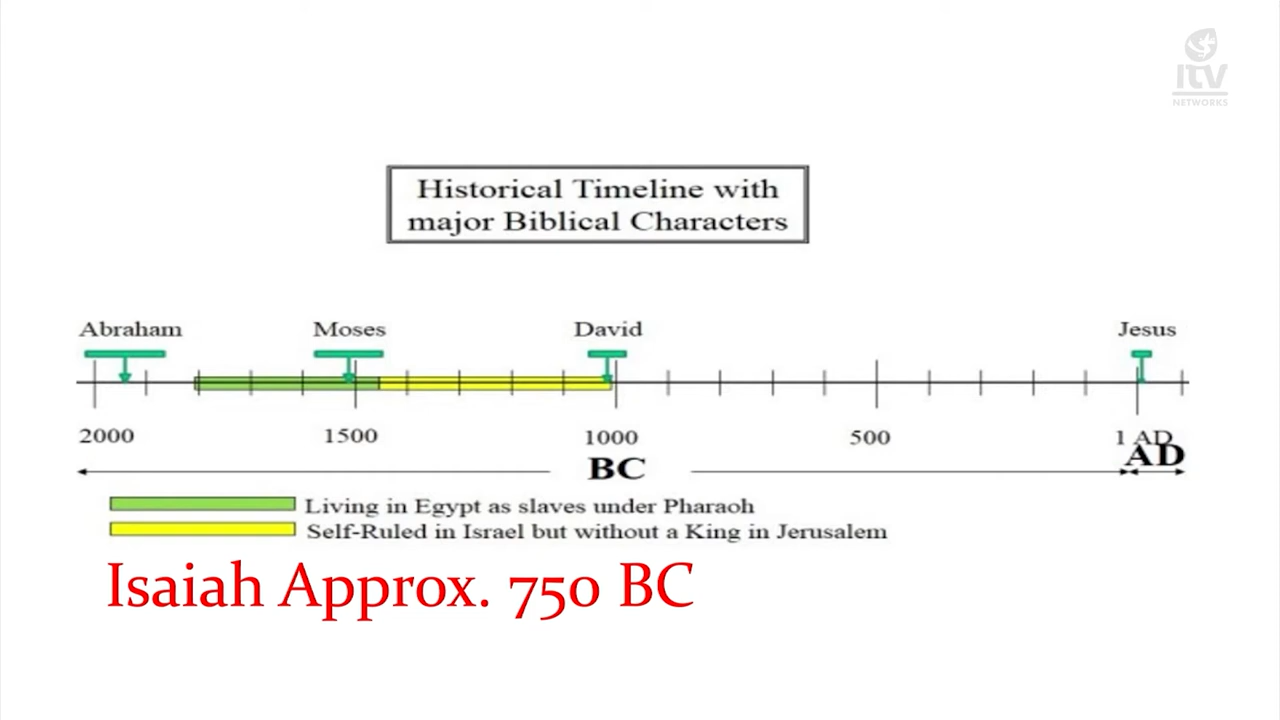 ITV
NETWORKS
Historical Timeline with
major Biblical Characters
Abraham Moses David Jesus
2000 1500 1000 500 1 AD
BC AD
Living in Egypt as slaves under Pharaoh
Self-Ruled in Israel but without a King in Jerusalem
Isaiah Approx. 750 BC